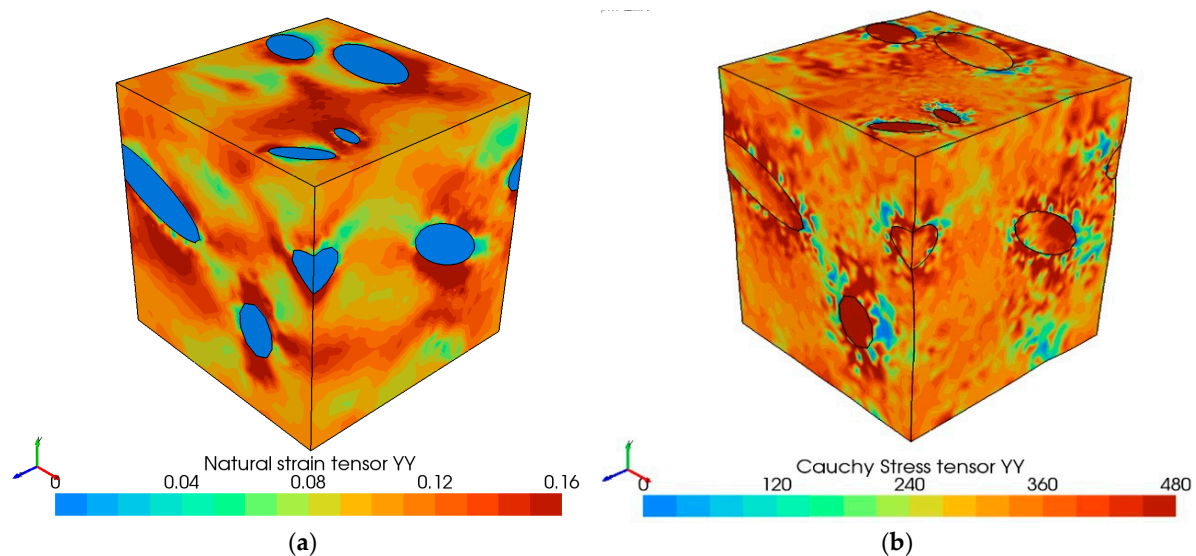 Natural strain tensor YY
0 0.04 0.08 0.12 0.16
(a)
Cauchy Stress tensor YY
0 120 240 360 480
(b)